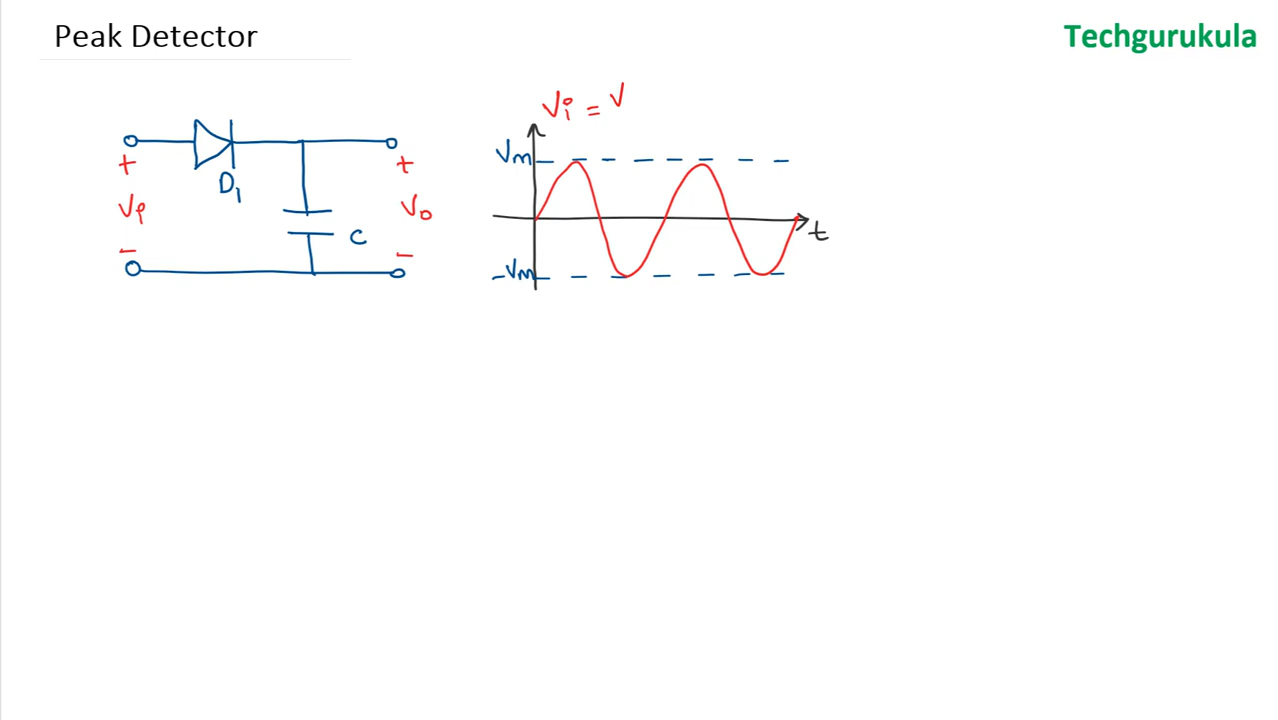 Peak Detector
Techgurukula
Vi = V
Vm
+
D1
+
Vi
Vo
C
t
-
-
-Vm